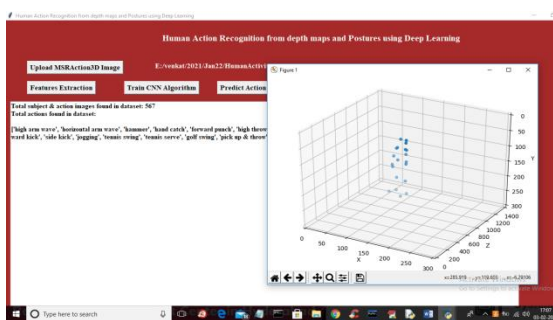 Human Action Recognition from depth maps and Postures using Deep Learning
Human Action Recognition from depth maps and Postures using Deep Learning
Upload MSRAction3D Image
E:/venkat/2021/Jan22/HumanActivi
Features Extraction
Train CNN Algorithm
Predict Action
Total subject & action images found in dataset: 567
Total actions found in dataset:
['high arm wave', 'horizontal arm wave', 'hammer', 'hand catch', 'forward punch', 'high throw
ward kick', 'side kick', 'jogging', 'tennis swing', 'tennis serve', 'golf swing', 'pick up & throw'
Figure 1
0
50
100
150
200
250
300
Y
0
50
100
150
200
250
300
X
0
200
400
600
800
1000
1200
1400
Z
Type here to search
17:07